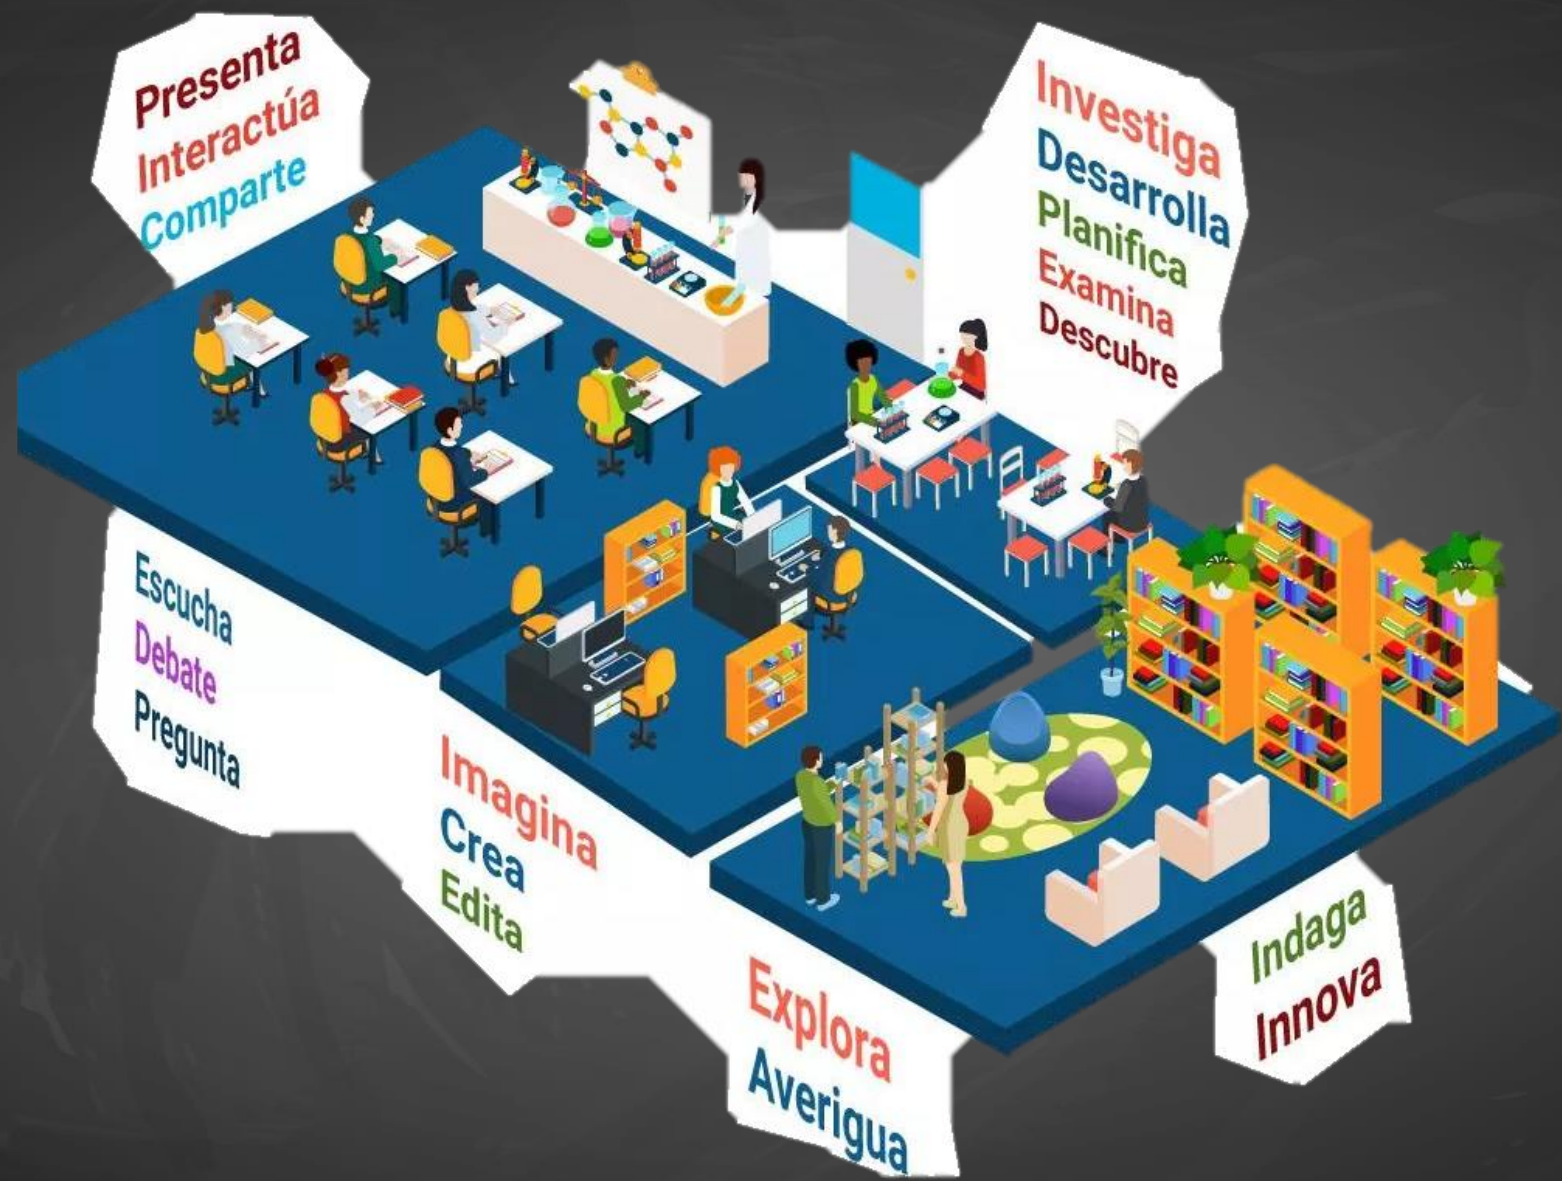 Presenta
Interactúa
Comparte
Investiga
Desarrolla
Planifica
Examina
Descubre
Escucha
Debate
Pregunta
Imagina
Crea
Edita
Explora
Averigua
Indaga
Innova